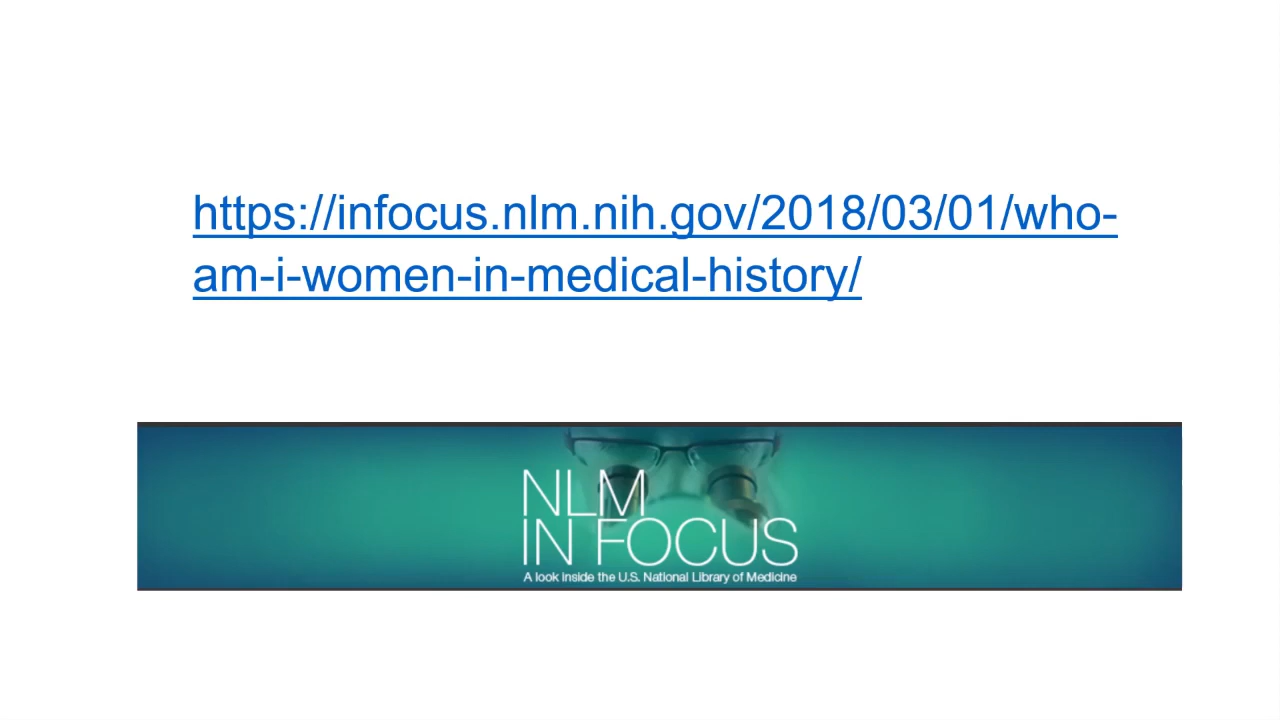 https://infocus.nlm.nih.gov/2018/03/01/who-
am-i-women-in-medical-history/
NLM
IN FOCUS
A look inside the U.S. National Library of Medicine